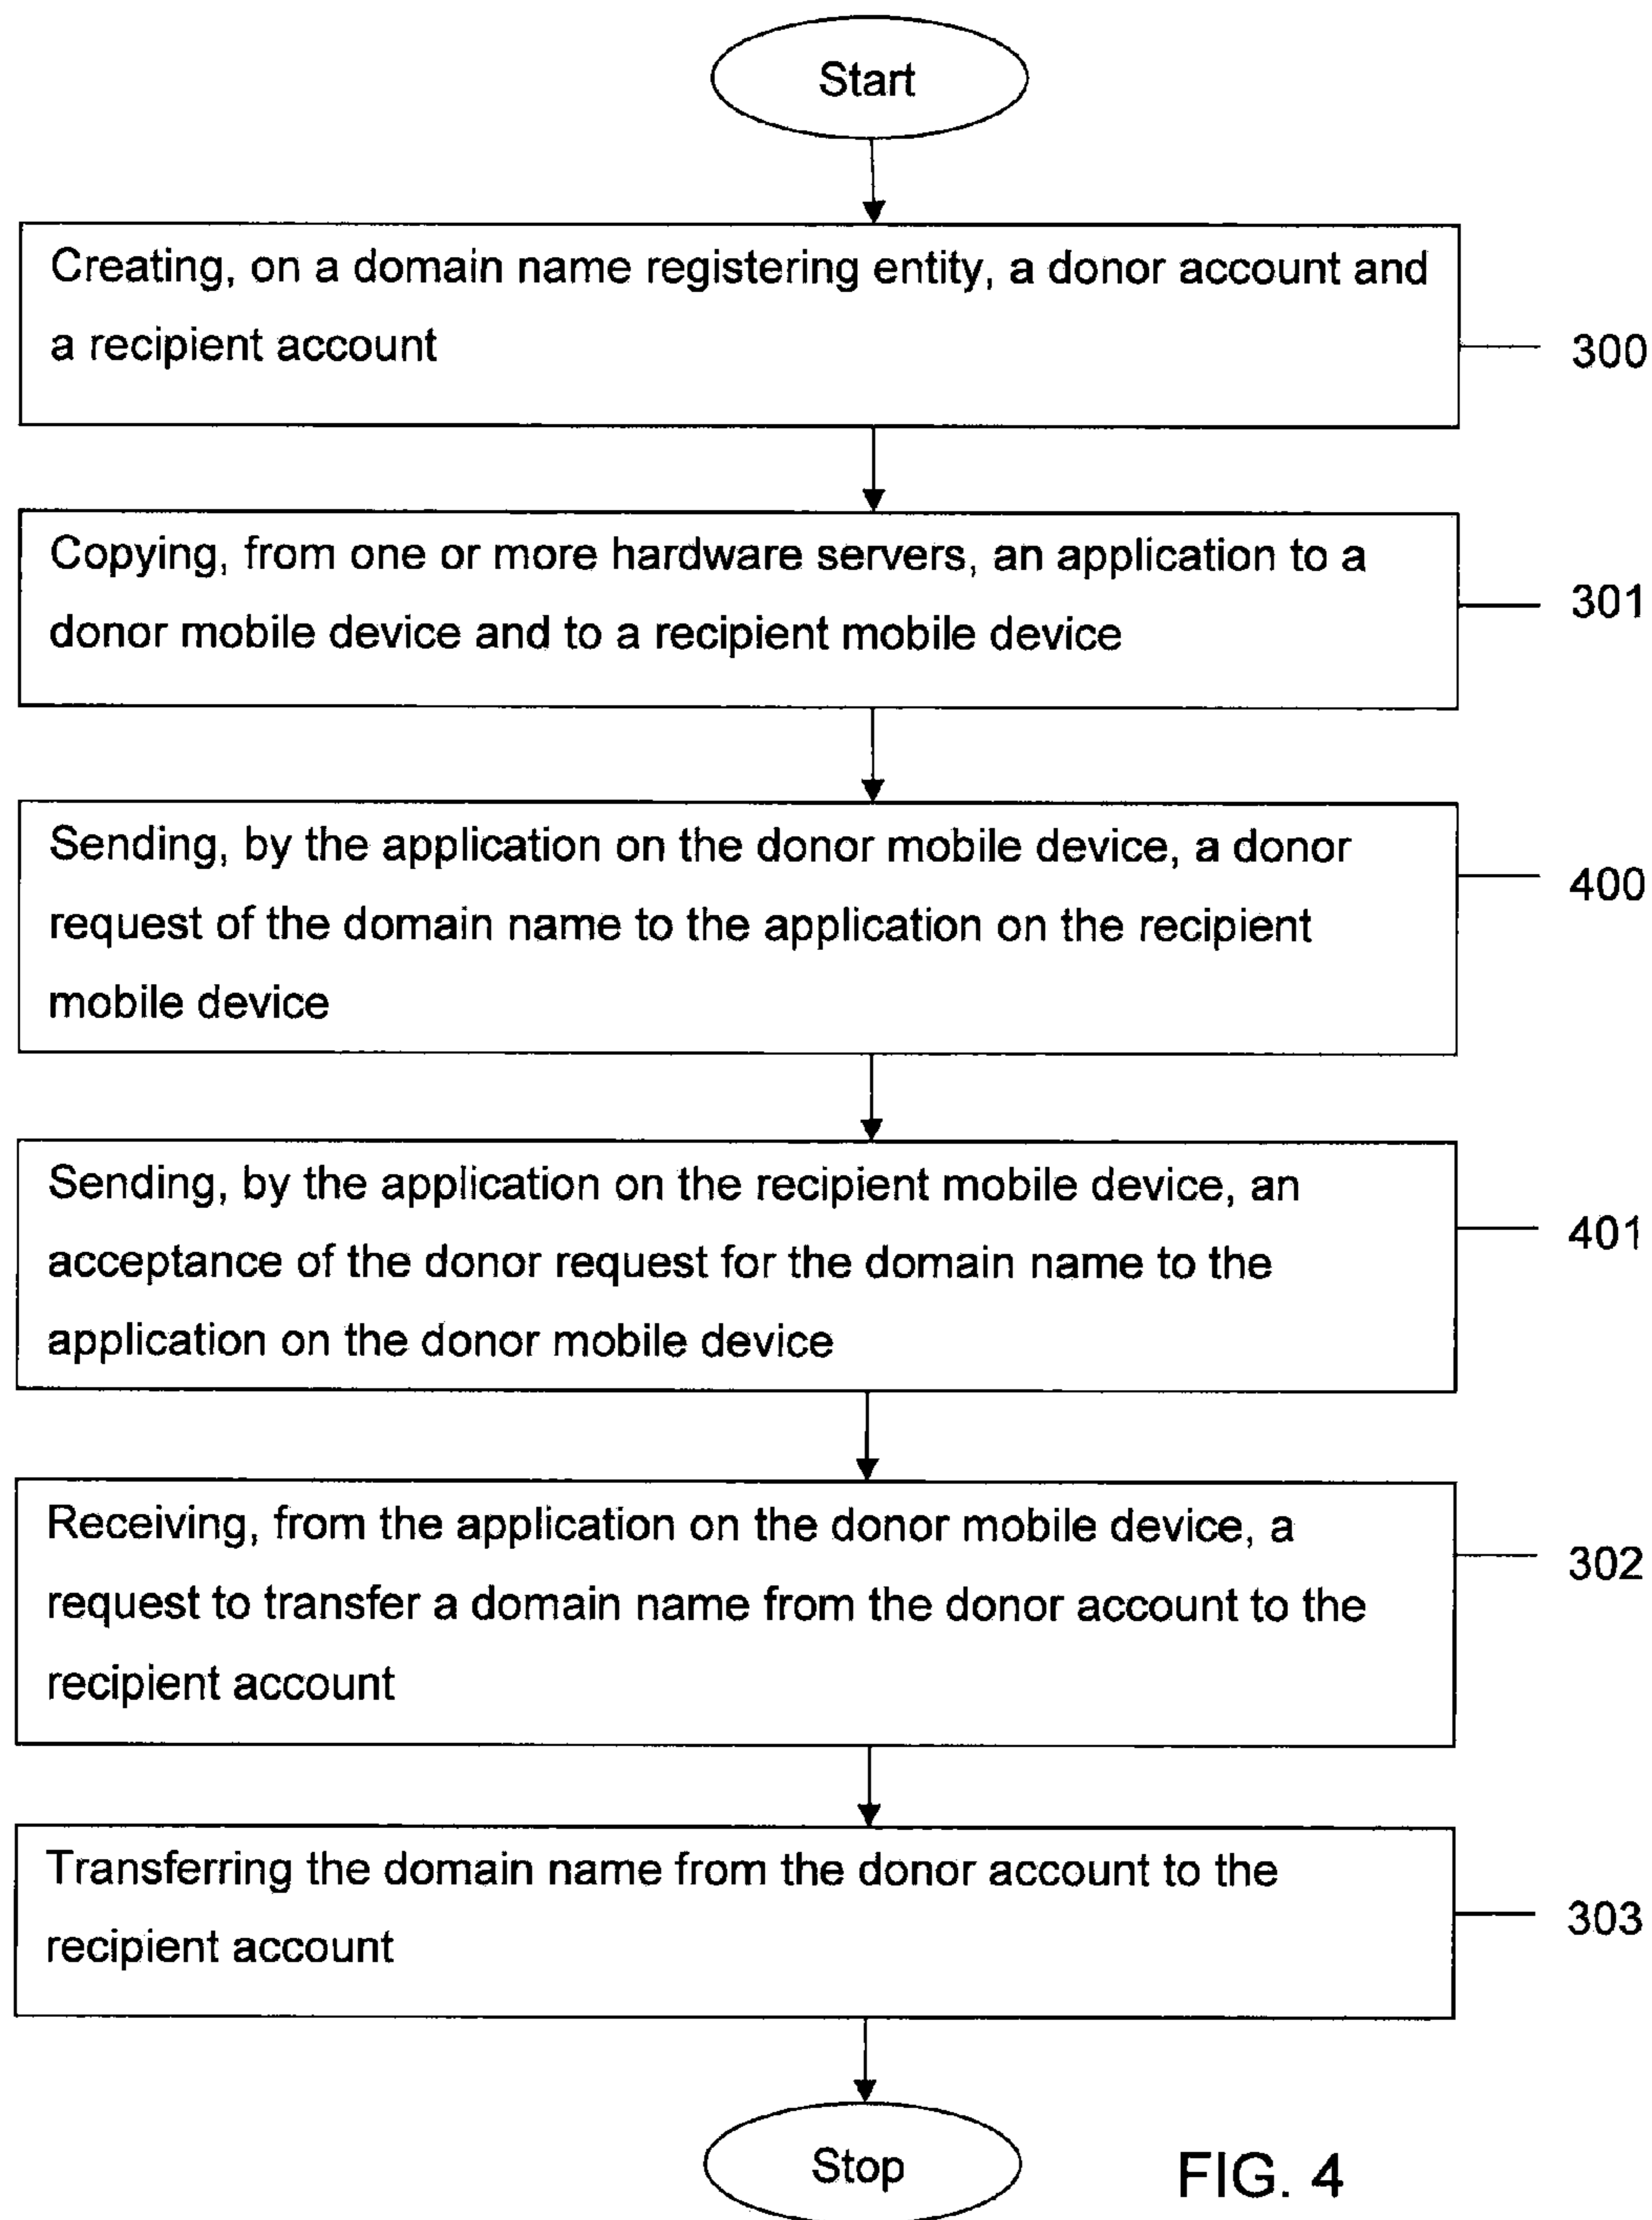 Start
Creating, on a domain name registering entity, a donor account and
a recipient account
300
Copying, from one or more hardware servers, an application to a
donor mobile device and to a recipient mobile device
301
Sending, by the application on the donor mobile device, a donor
request of the domain name to the application on the recipient
mobile device
400
Sending, by the application on the recipient mobile device, an
acceptance of the donor request for the domain name to the
application on the donor mobile device
401
Receiving, from the application on the donor mobile device, a
request to transfer a domain name from the donor account to the
recipient account
302
Transferring the domain name from the donor account to the
recipient account
303
Stop
FIG. 4